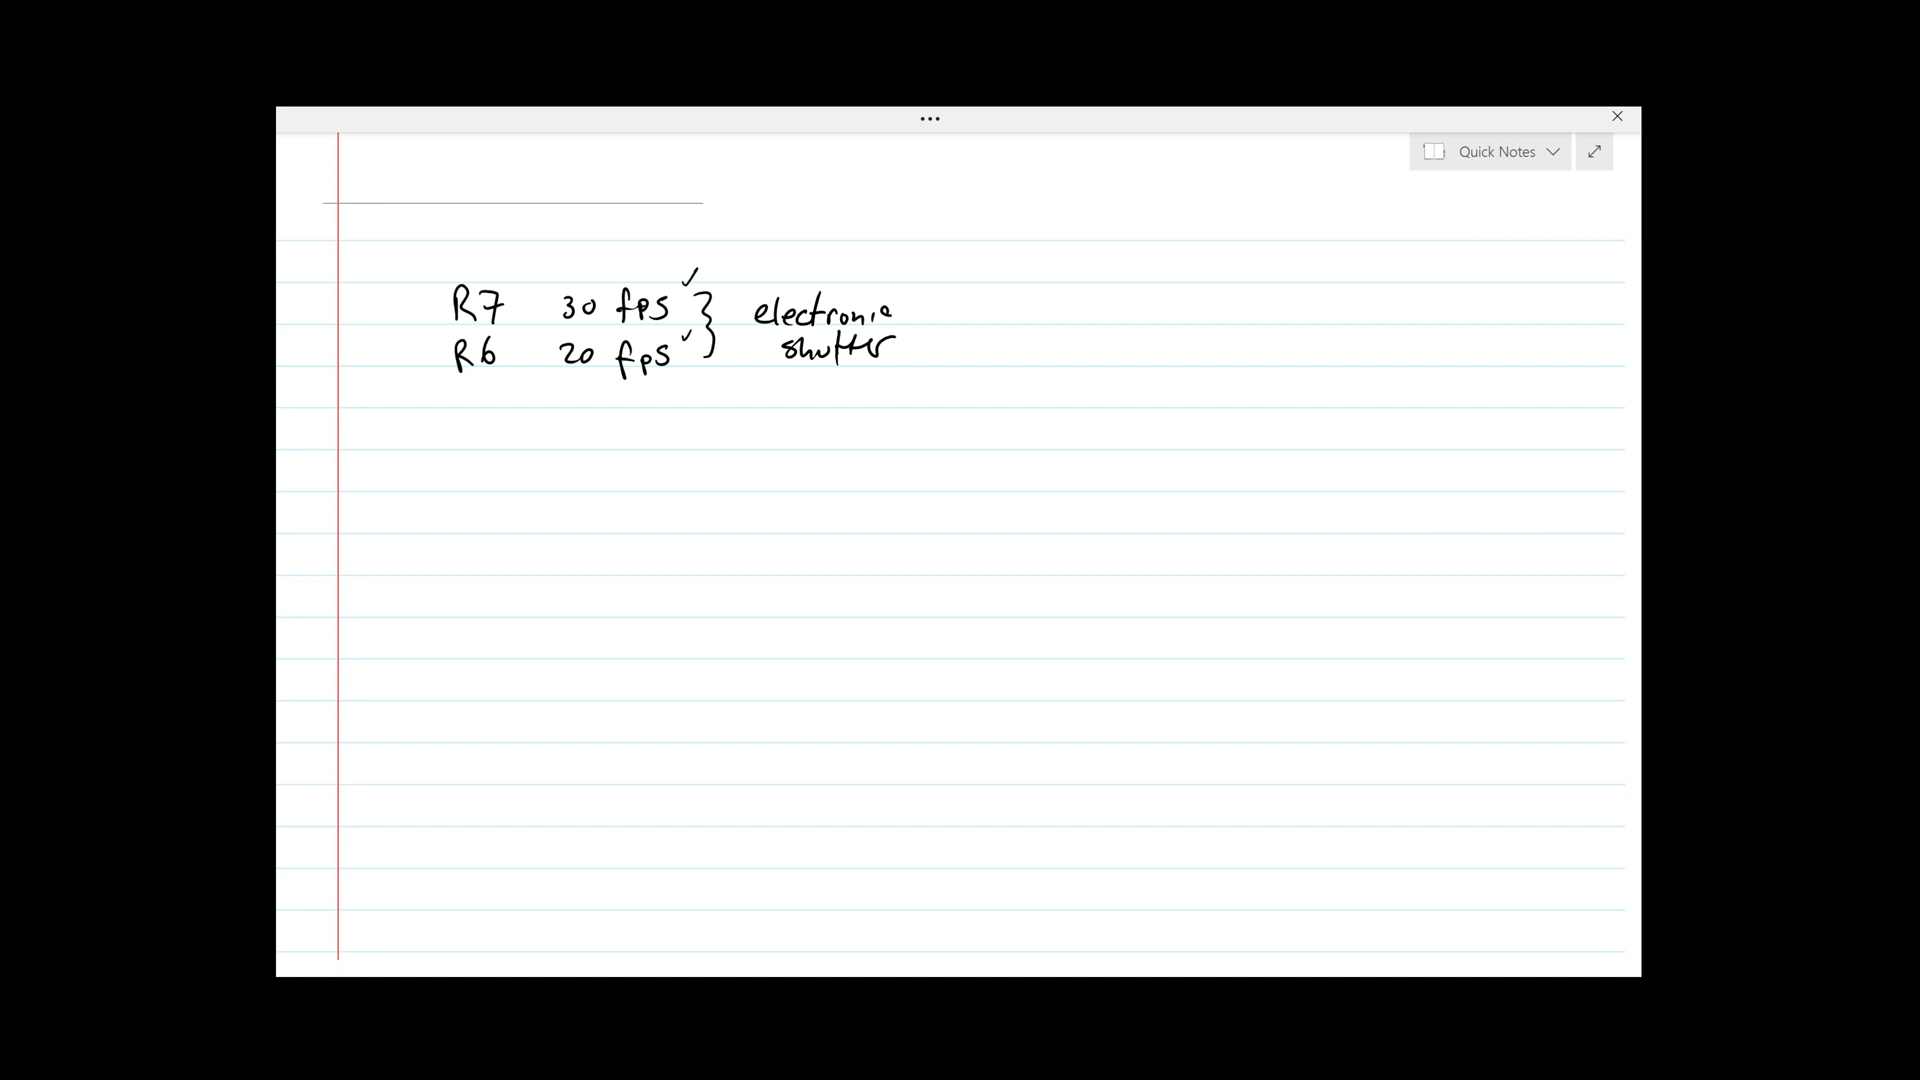 Quick Notes
R7 30 fps ✓ } electronic
R6 20 fps ✓ shutter